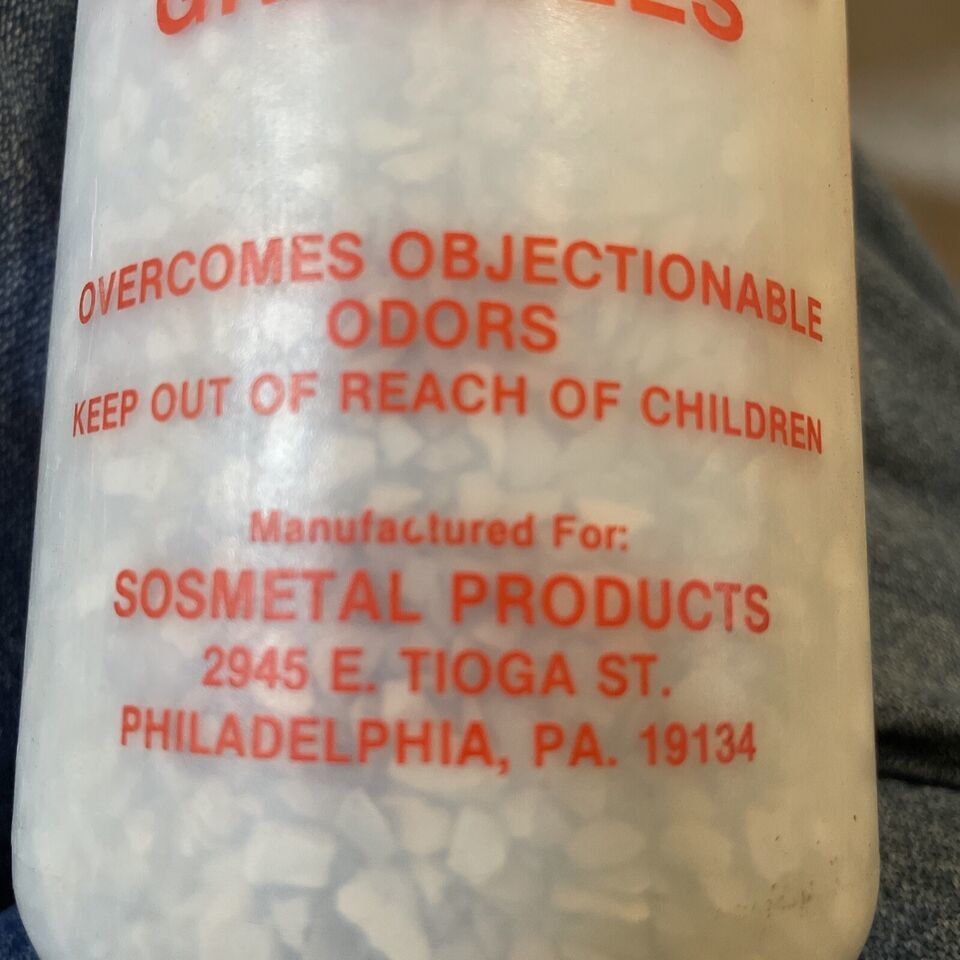 OVERCOMES OBJECTIONABLE
ODORS
KEEP OUT OF REACH OF CHILDREN
Manufactured For:
SOSMETAL PRODUCTS
2945 E. TIOGA ST.
PHILADELPHIA, PA. 19134